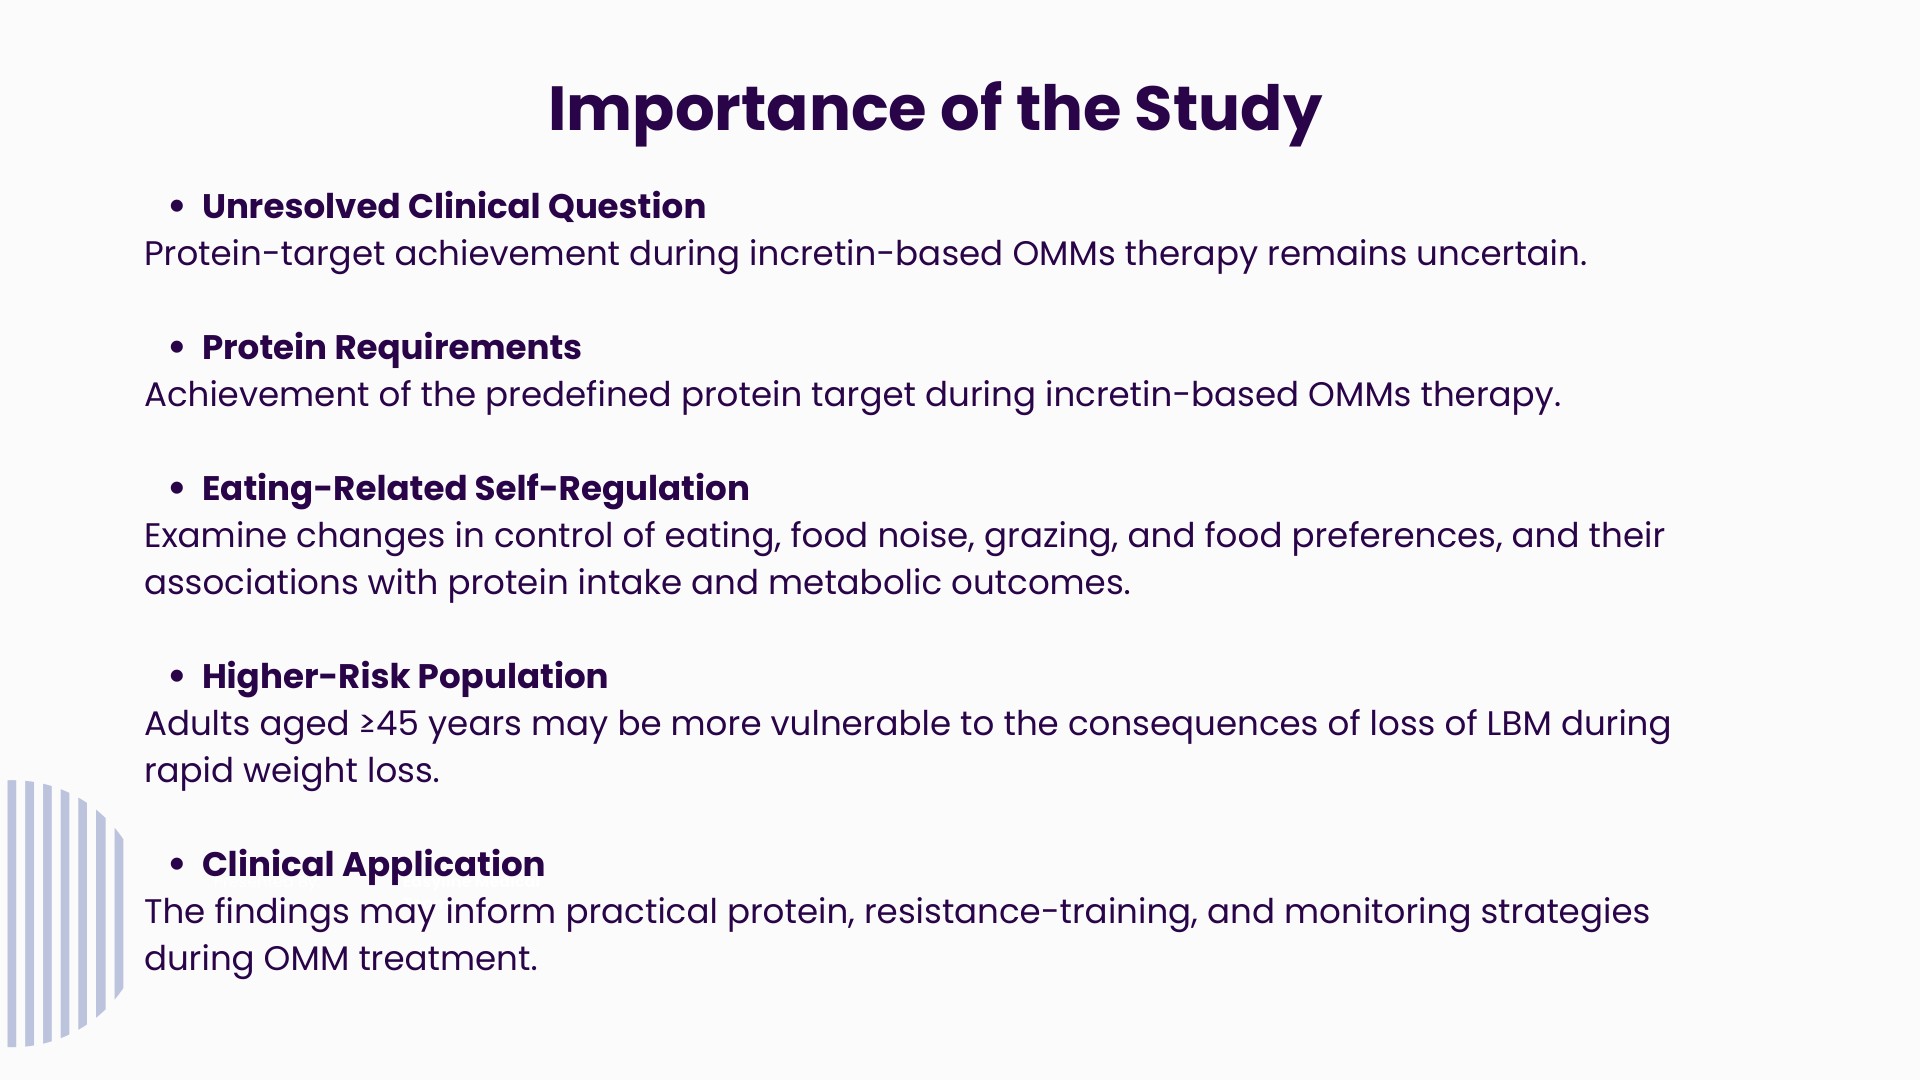 Importance of the Study
• Unresolved Clinical Question
Protein-target achievement during incretin-based OMMs therapy remains uncertain.
• Protein Requirements
Achievement of the predefined protein target during incretin-based OMMs therapy.
• Eating-Related Self-Regulation
Examine changes in control of eating, food noise, grazing, and food preferences, and their
associations with protein intake and metabolic outcomes.
• Higher-Risk Population
Adults aged ≥45 years may be more vulnerable to the consequences of loss of LBM during
rapid weight loss.
• Clinical Application
The findings may inform practical protein, resistance-training, and monitoring strategies
during OMM treatment.